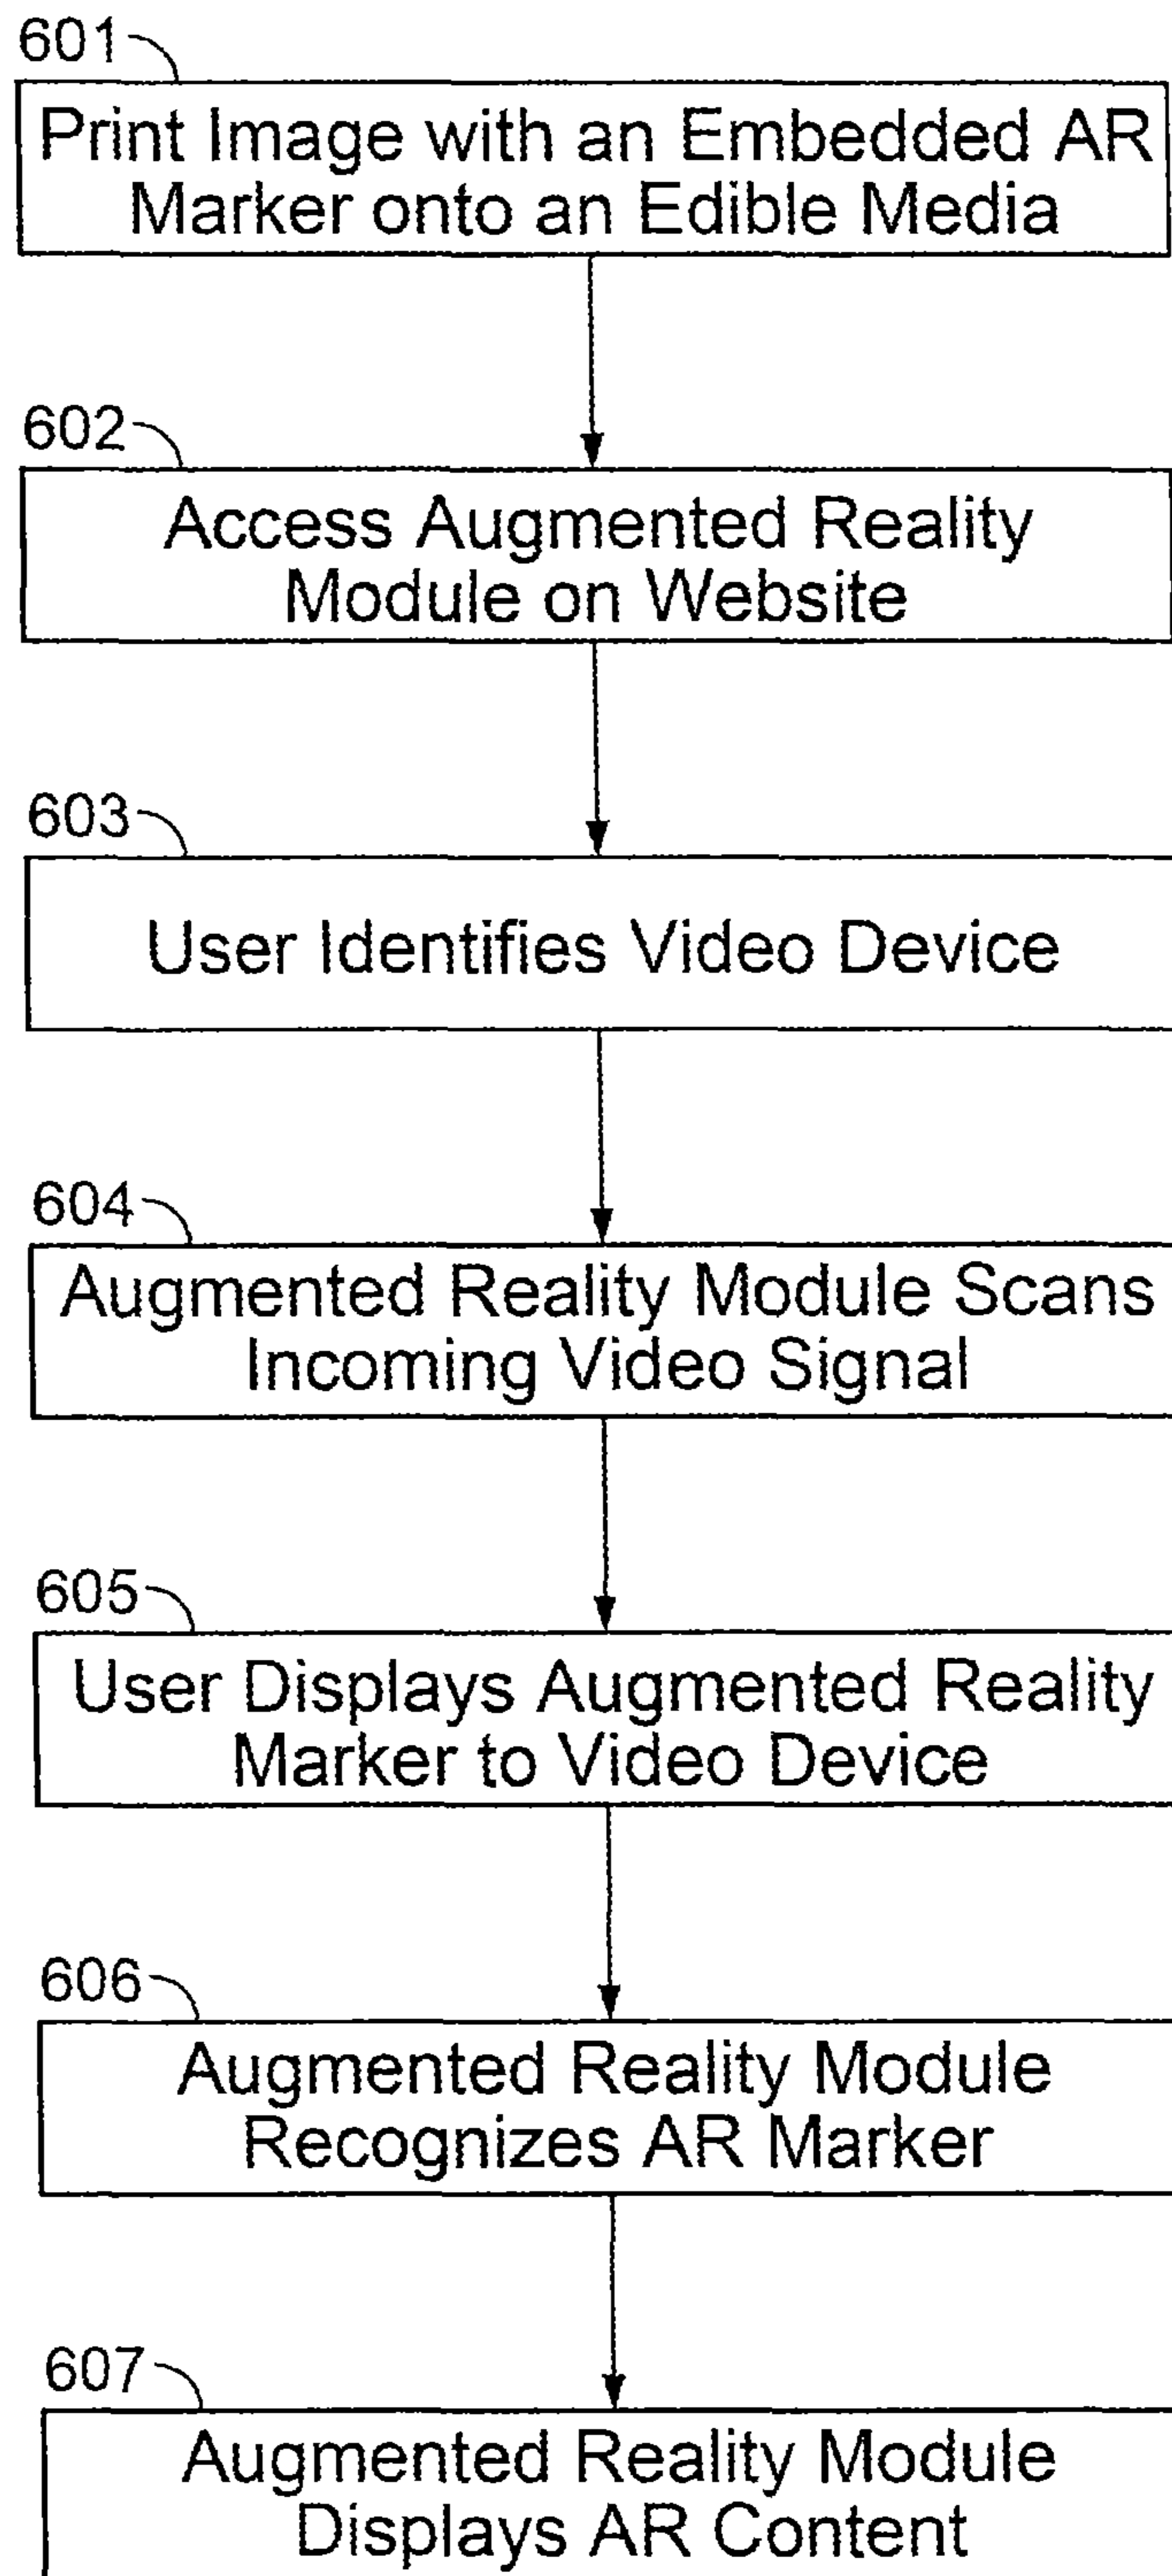 601
Print Image with an Embedded AR
Marker onto an Edible Media
602
Access Augmented Reality
Module on Website
603
User Identifies Video Device
604
Augmented Reality Module Scans
Incoming Video Signal
605
User Displays Augmented Reality
Marker to Video Device
606
Augmented Reality Module
Recognizes AR Marker
607
Augmented Reality Module
Displays AR Content